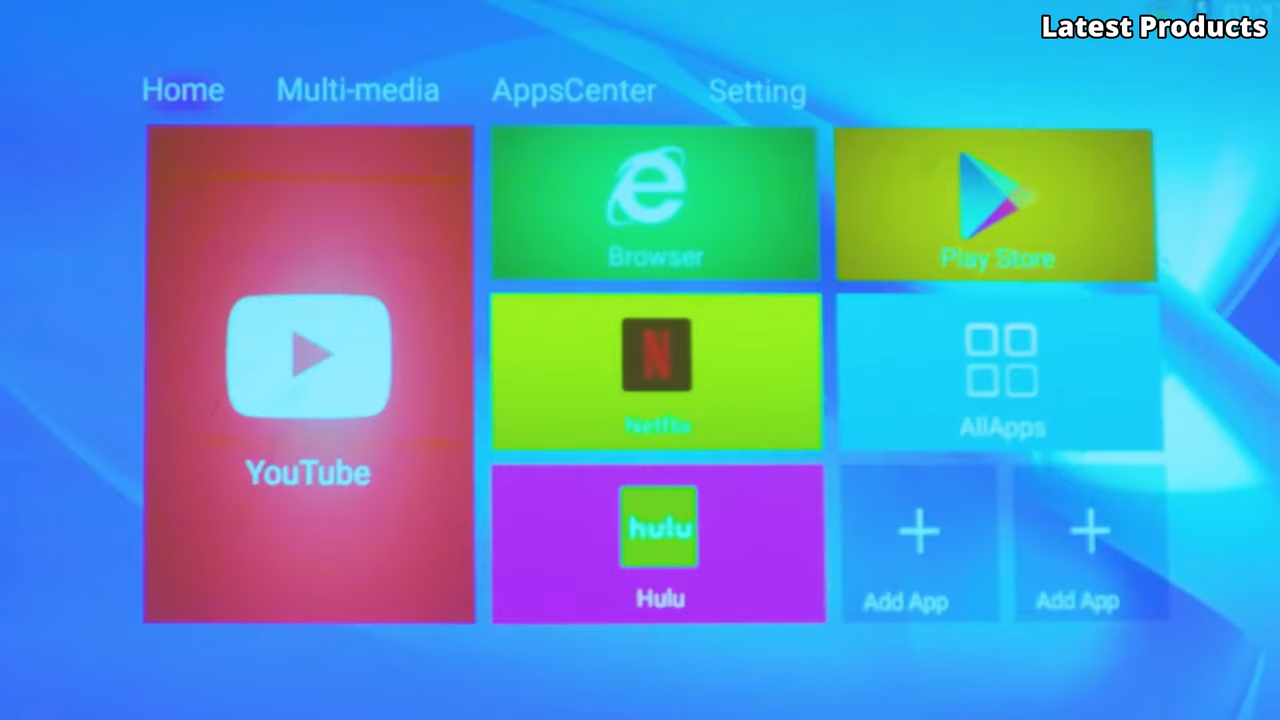 Latest Products
Home Multi-media AppsCenter Setting
YouTube
Browser
Play Store
Netflix
N
AllApps
hulu
Hulu
Add App
Add App